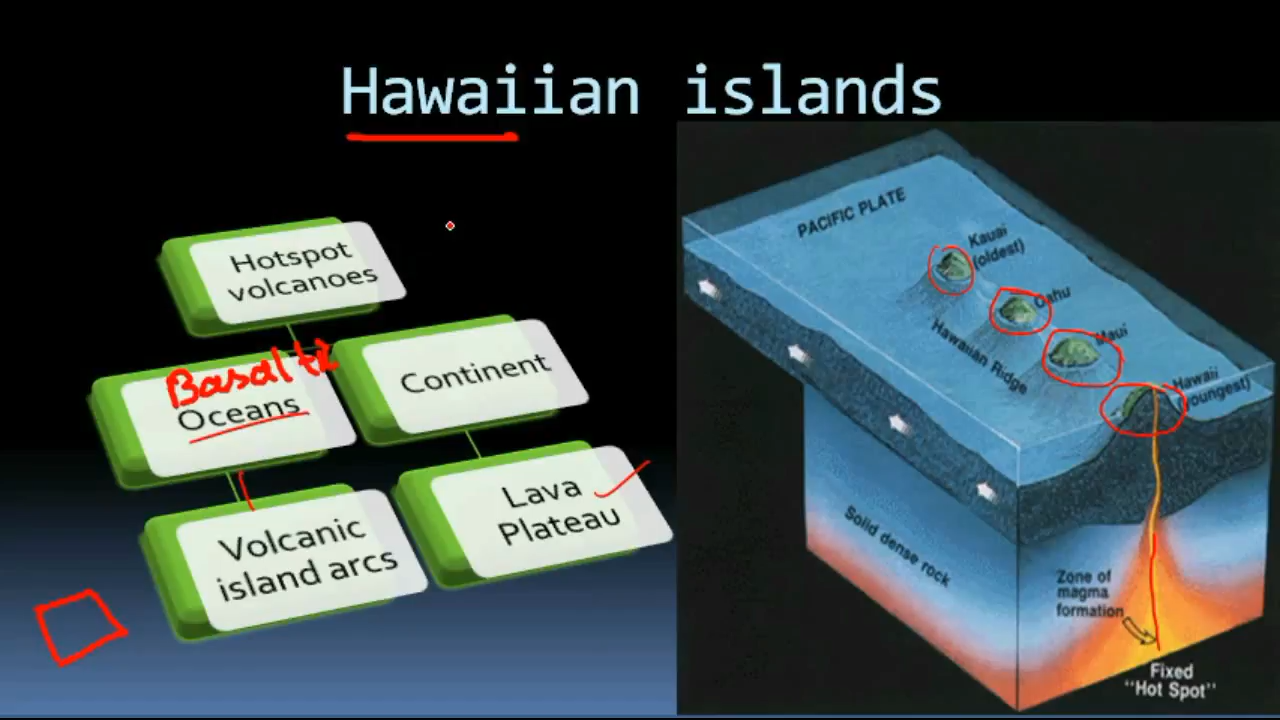 Hawaiian islands
Hotspot
volcanoes
Basalti
Oceans
Continent
Volcanic
island arcs
Lava
Plateau
PACIFIC PLATE
Kauai
(oldest)
Oahu
Maui
Hawaii
(youngest)
Hawaiian Ridge
Solid dense rock
Zone of
magma
formation
Fixed
"Hot Spot"